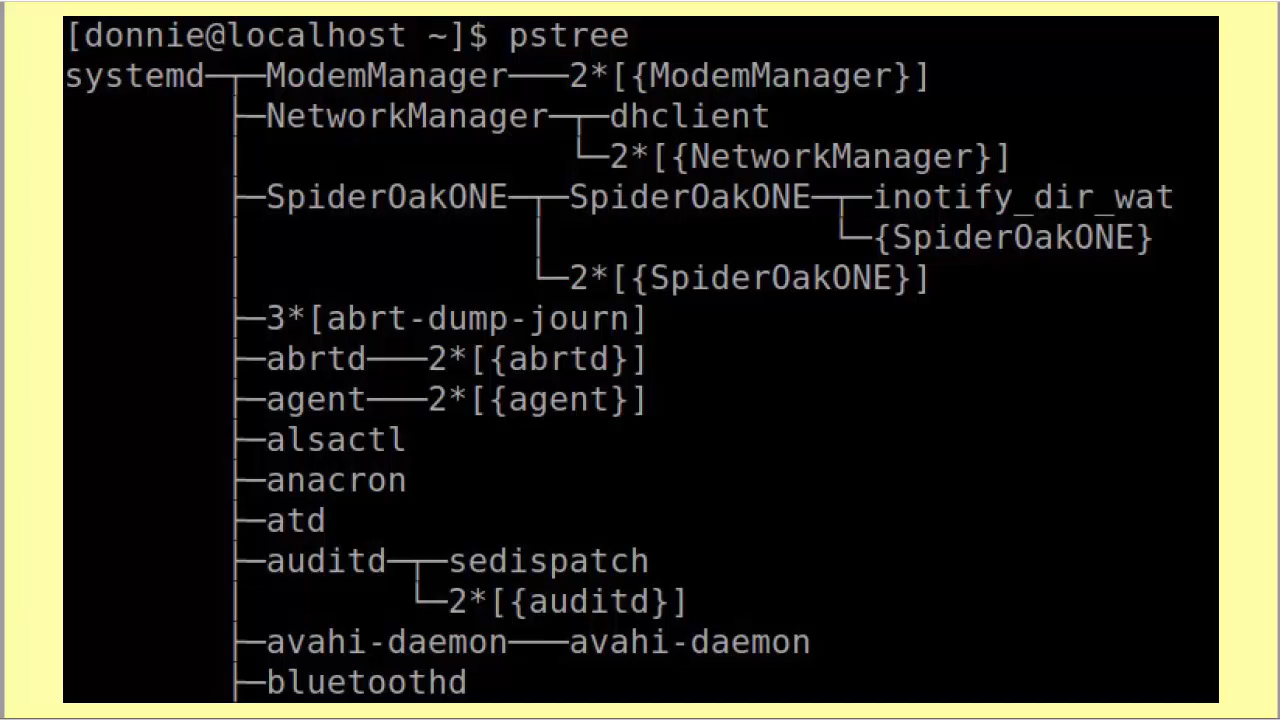 [donnie@localhost ~]$ pstree
systemd─┬─ModemManager───2*[{ModemManager}]
        ├─NetworkManager─┬─dhclient
        │                └─2*[{NetworkManager}]
        ├─SpiderOakONE─┬─SpiderOakONE─┬─inotify_dir_wat
        │              │              └─{SpiderOakONE}
        │              └─2*[{SpiderOakONE}]
        ├─3*[abrt-dump-journ]
        ├─abrtd───2*[{abrtd}]
        ├─agent───2*[{agent}]
        ├─alsactl
        ├─anacron
        ├─atd
        ├─auditd─┬─sedispatch
        │        └─2*[{auditd}]
        ├─avahi-daemon───avahi-daemon
        ├─bluetoothd